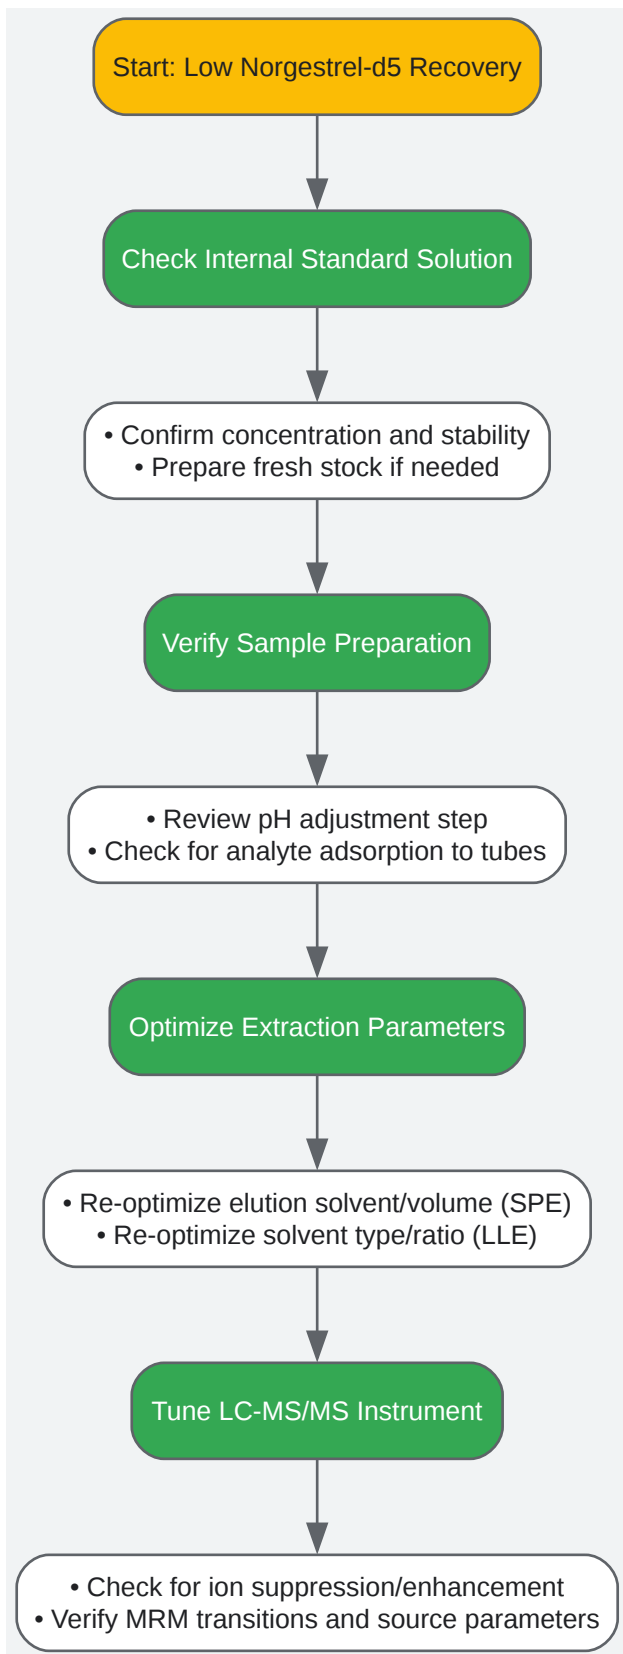 Start: Low Norgestrel-d5 Recovery
Check Internal Standard Solution
• Confirm concentration and stability
• Prepare fresh stock if needed
Verify Sample Preparation
• Review pH adjustment step
• Check for analyte adsorption to tubes
Optimize Extraction Parameters
• Re-optimize elution solvent/volume (SPE)
• Re-optimize solvent type/ratio (LLE)
Tune LC-MS/MS Instrument
• Check for ion suppression/enhancement
• Verify MRM transitions and source parameters